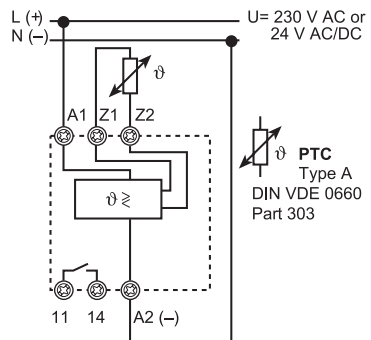 L (+)
U= 230 V AC or
N (–)
24 V AC/DC
ϑ
A1 Z1 Z2
ϑ PTC
Type A
DIN VDE 0660
Part 303
ϑ ≷
11 14 A2 (–)